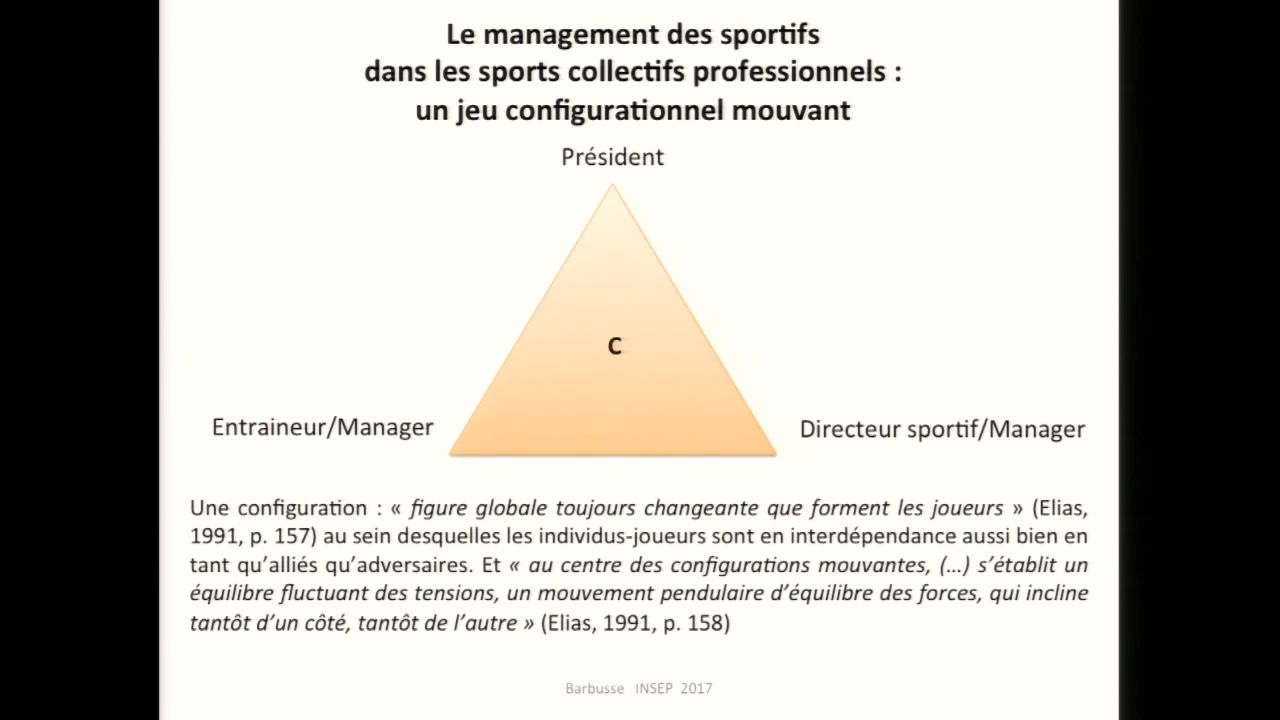 Le management des sportifs
dans les sports collectifs professionnels :
un jeu configurationnel mouvant
Président
C
Entraineur/Manager
Directeur sportif/Manager
Une configuration : « figure globale toujours changeante que forment les joueurs » (Elias,
1991, p. 157) au sein desquelles les individus-joueurs sont en interdépendance aussi bien en
tant qu’alliés qu’adversaires. Et « au centre des configurations mouvantes, (…) s’établit un
équilibre fluctuant des tensions, un mouvement pendulaire d’équilibre des forces, qui incline
tantôt d’un côté, tantôt de l’autre » (Elias, 1991, p. 158)
Barbusse INSEP 2017